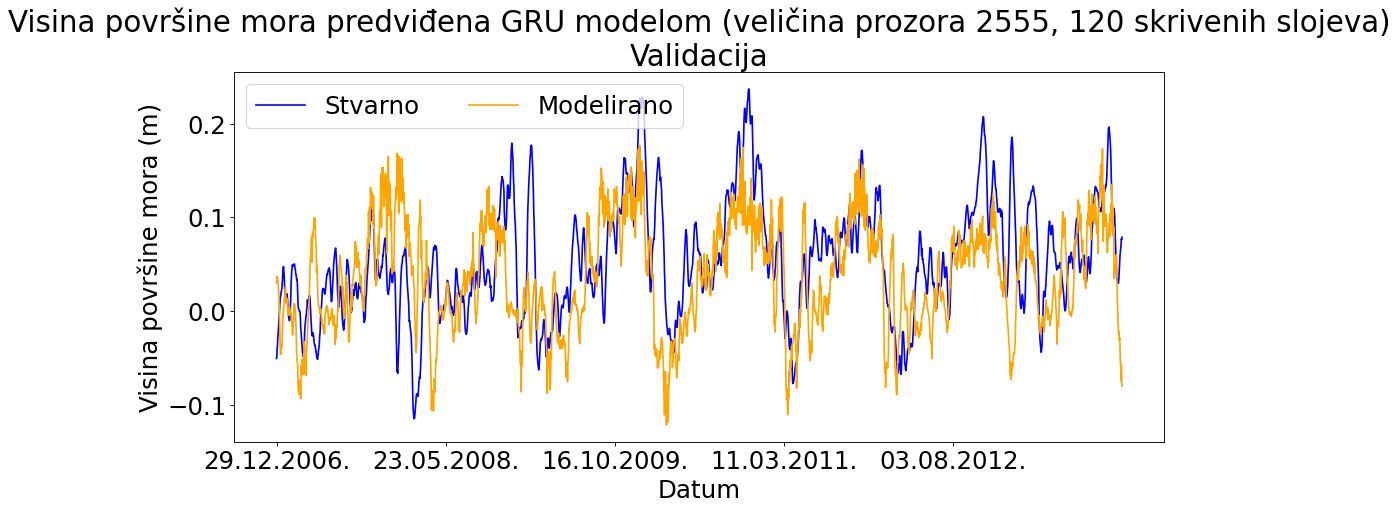 Visina površine mora predviđena GRU modelom (veličina prozora 2555, 120 skrivenih slojeva)
Validacija
Stvarno
Modelirano
Visina površine mora (m)
0.2
0.1
0.0
−0.1
29.12.2006.
23.05.2008.
16.10.2009.
11.03.2011.
03.08.2012.
Datum